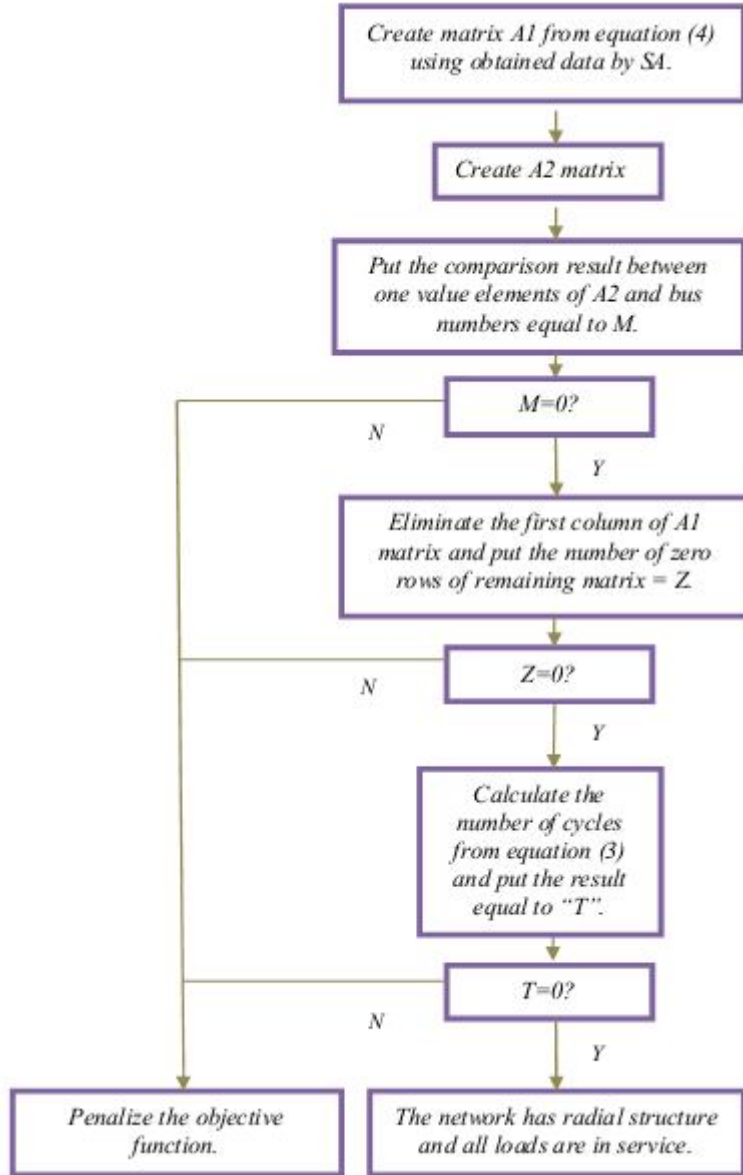 Create matrix A1 from equation (4)
using obtained data by SA.
Create A2 matrix
Put the comparison result between
one value elements of A2 and bus
numbers equal to M.
M=0?
N
Y
Eliminate the first column of A1
matrix and put the number of zero
rows of remaining matrix = Z
Z=0?
N
Y
Calculate the
number of cycles
from equation (3)
and put the result
equal to “T”.
T=0?
N
Y
Penalize the objective
function.
The network has radial structure
and all loads are in service.